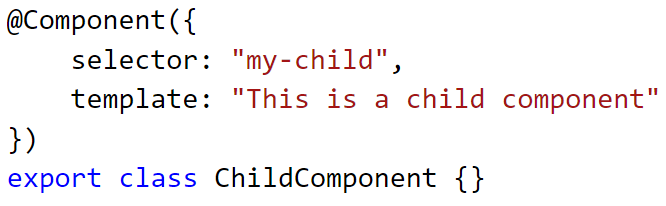 @Component({
    selector: "my-child",
    template: "This is a child component"
})
export class ChildComponent {}